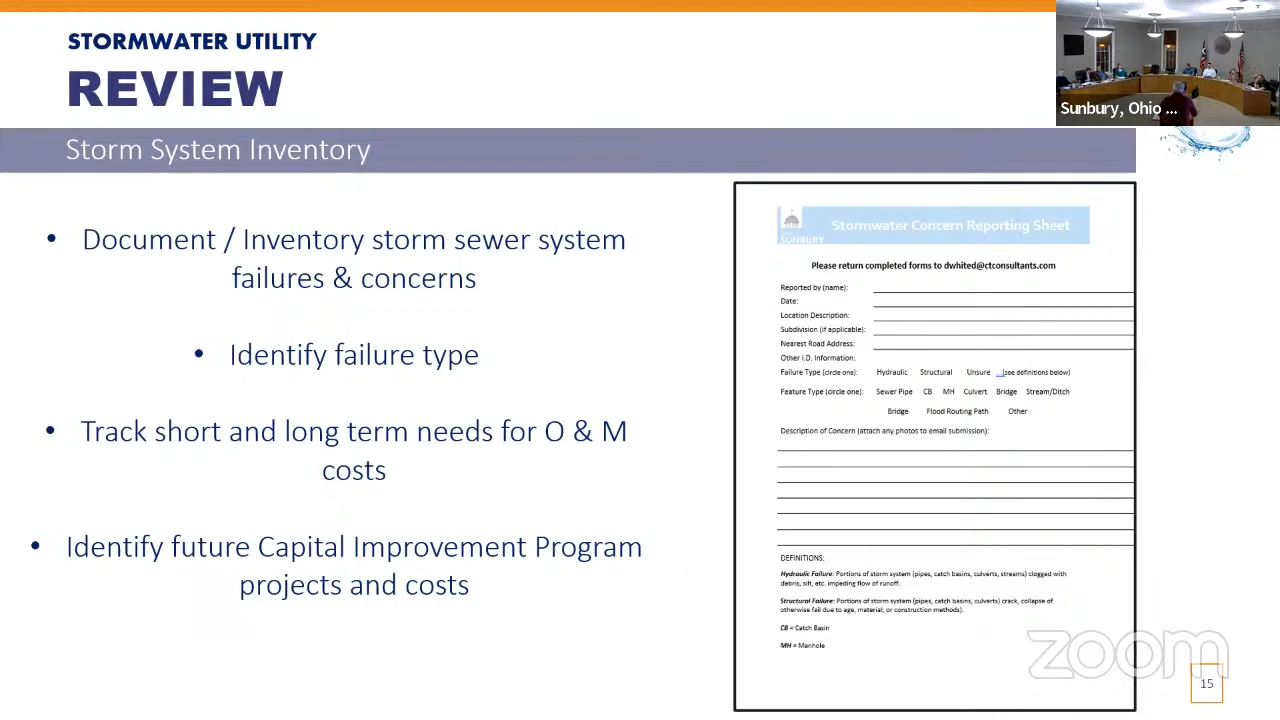 STORMWATER UTILITY
REVIEW
Sunbury, Ohio ...
Storm System Inventory
• Document / Inventory storm sewer system
failures & concerns
• Identify failure type
• Track short and long term needs for O & M
costs
• Identify future Capital Improvement Program
projects and costs
SUNBURY
Stormwater Concern Reporting Sheet
Please return completed forms to dwhited@ctconsultants.com
Reported by (name):
Date:
Location Description:
Subdivision (if applicable):
Nearest Road Address:
Other I.D. Information:
Failure Type (circle one): Hydraulic Structural Unsure (see definitions below)
Feature Type (circle one): Sewer Pipe CB MH Culvert Bridge Stream/Ditch
Bridge Flood Routing Path Other
Description of Concern (attach any photos to email submission):
DEFINITIONS:
Hydraulic Failure: Portions of storm system (pipes, catch basins, culverts, streams) clogged with
debris, silt, etc. impeding flow of runoff.
Structural Failure: Portions of storm system (pipes, catch basins, culverts) crack, collapse of
otherwise fail due to age, material, or construction methods).
CB = Catch Basin
MH = Manhole
zoom
15